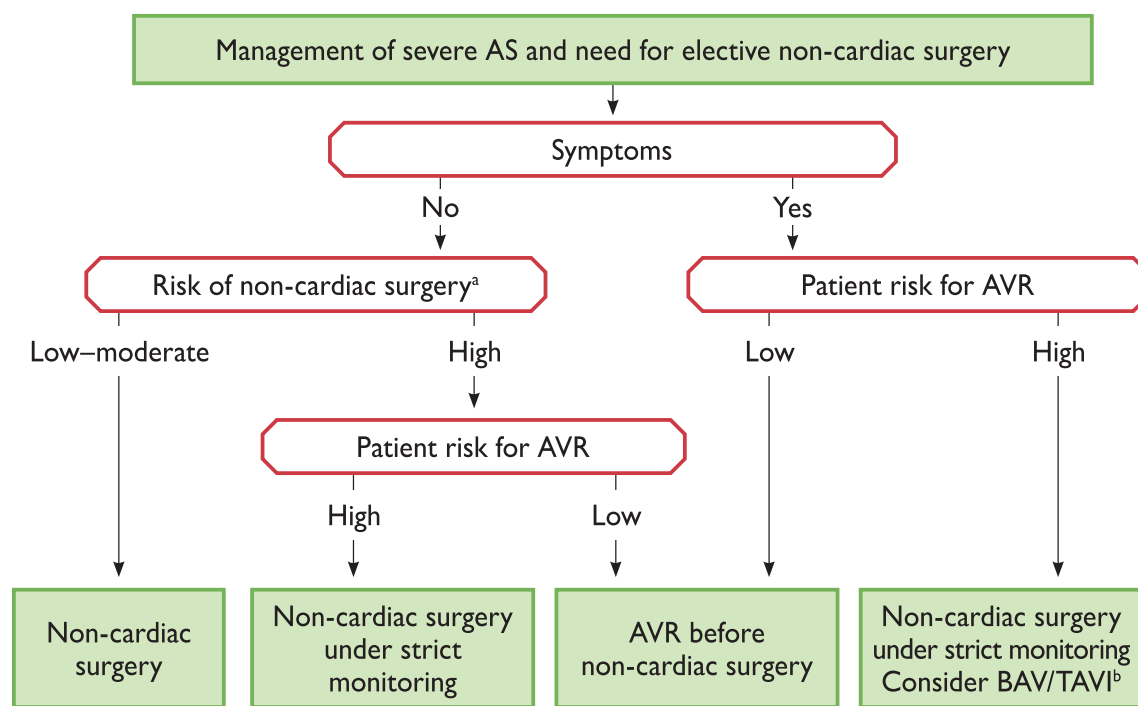 Management of severe AS and need for elective non-cardiac surgery
Symptoms
No
Yes
Risk of non-cardiac surgeryᵃ
Patient risk for AVR
Low–moderate
High
Low
High
Patient risk for AVR
High
Low
Non-cardiac
surgery
Non-cardiac surgery
under strict
monitoring
AVR before
non-cardiac surgery
Non-cardiac surgery
under strict monitoring
Consider BAV/TAVIᵇ